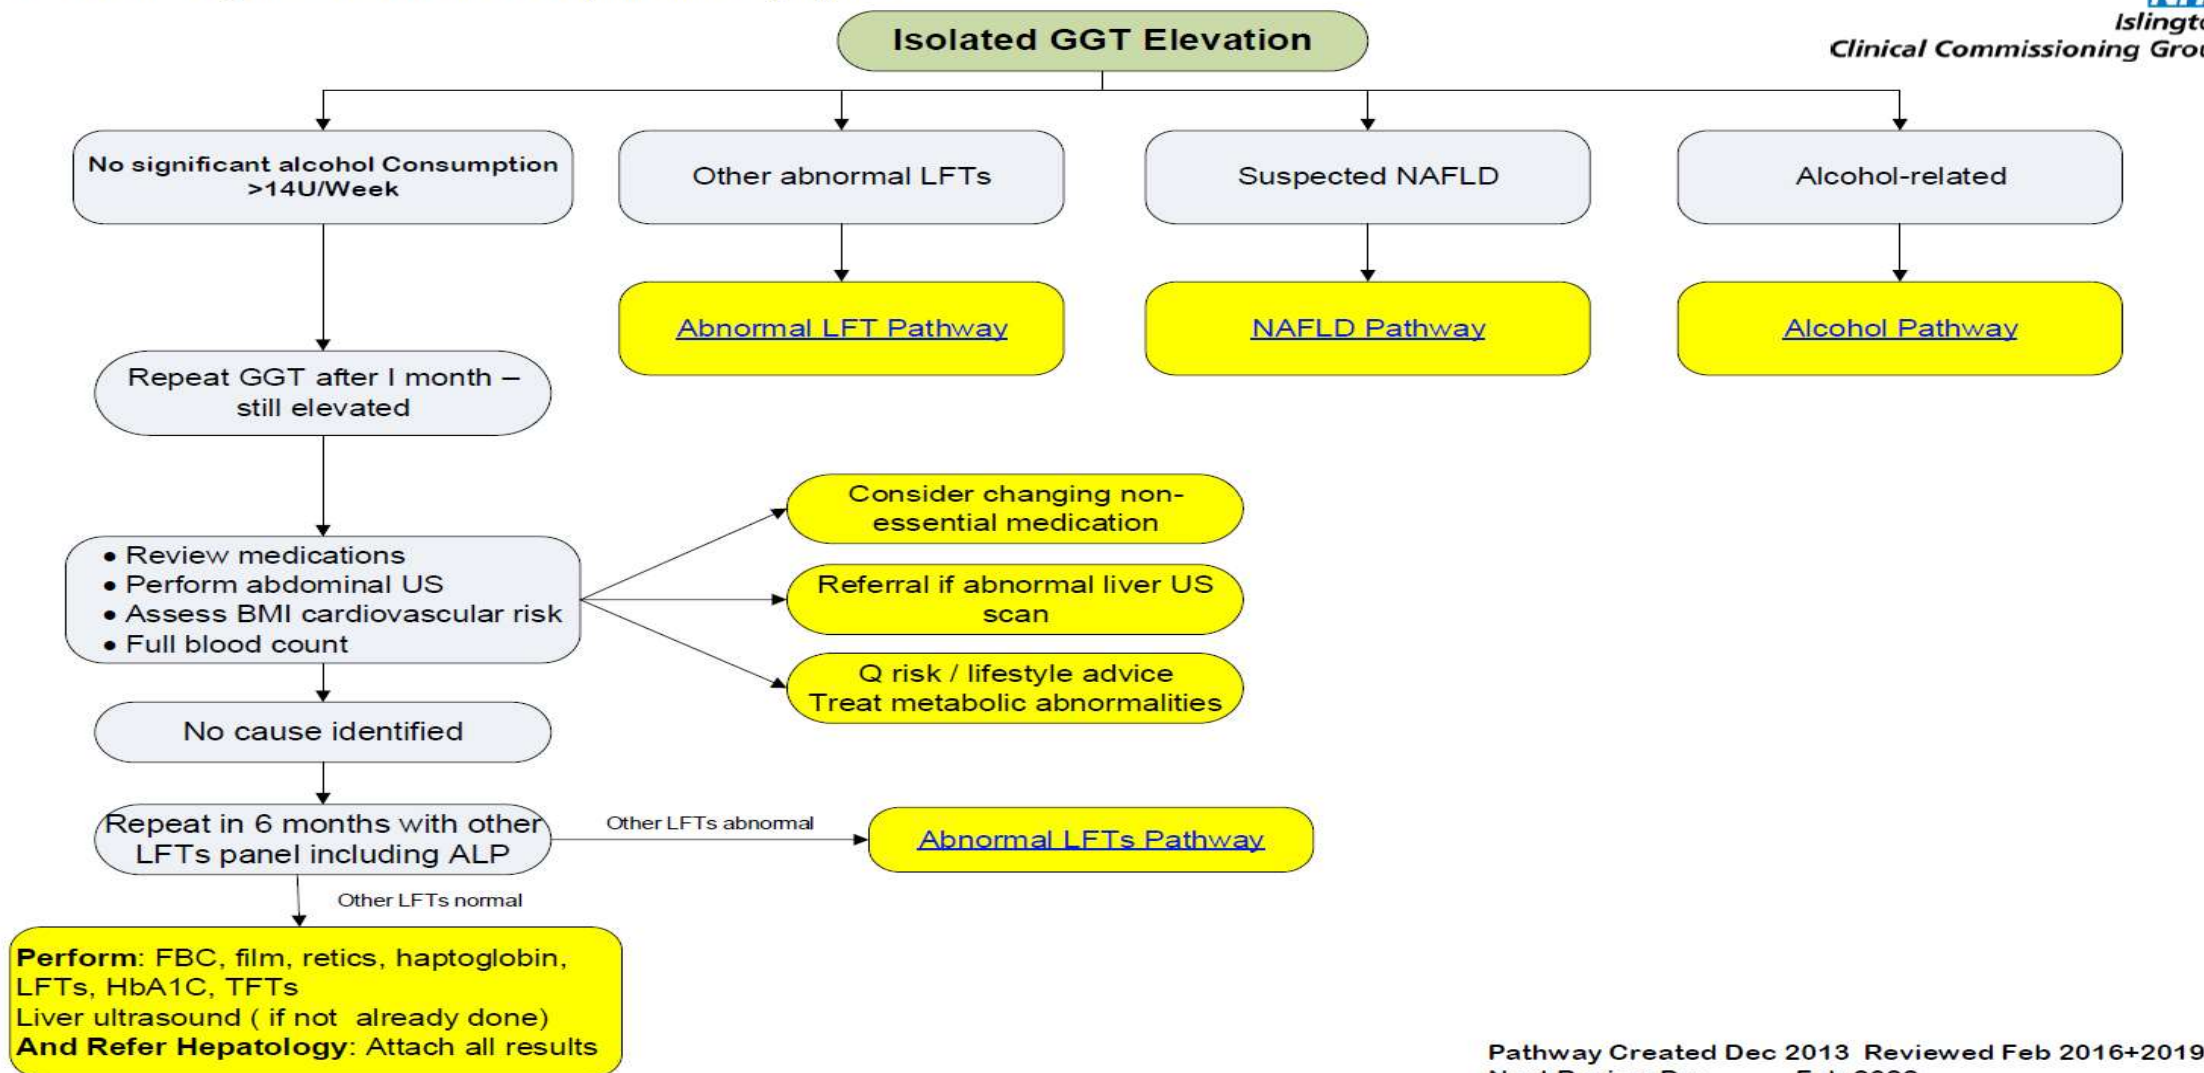 Isolated GGT Elevation
Islingto
Clinical Commissioning Grou
No significant alcohol Consumption
>14U/Week
Other abnormal LFTs
Suspected NAFLD
Alcohol-related
Abnormal LFT Pathway
NAFLD Pathway
Alcohol Pathway
Repeat GGT after I month –
still elevated
• Review medications
• Perform abdominal US
• Assess BMI cardiovascular risk
• Full blood count
Consider changing non-
essential medication
Referral if abnormal liver US
scan
Q risk / lifestyle advice
Treat metabolic abnormalities
No cause identified
Repeat in 6 months with other
LFTs panel including ALP
Other LFTs abnormal
Abnormal LFTs Pathway
Other LFTs normal
Perform: FBC, film, retics, haptoglobin,
LFTs, HbA1C, TFTs
Liver ultrasound ( if not already done)
And Refer Hepatology: Attach all results
Pathway Created Dec 2013 Reviewed Feb 2016+2019